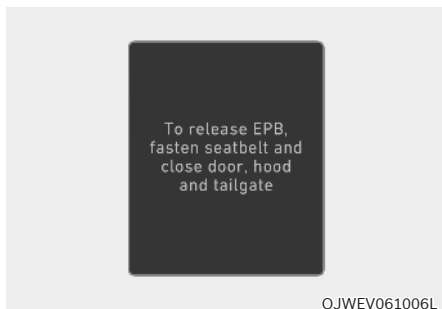 To release EPB,
fasten seatbelt and
close door, hood
and tailgate
OJWEV061006L